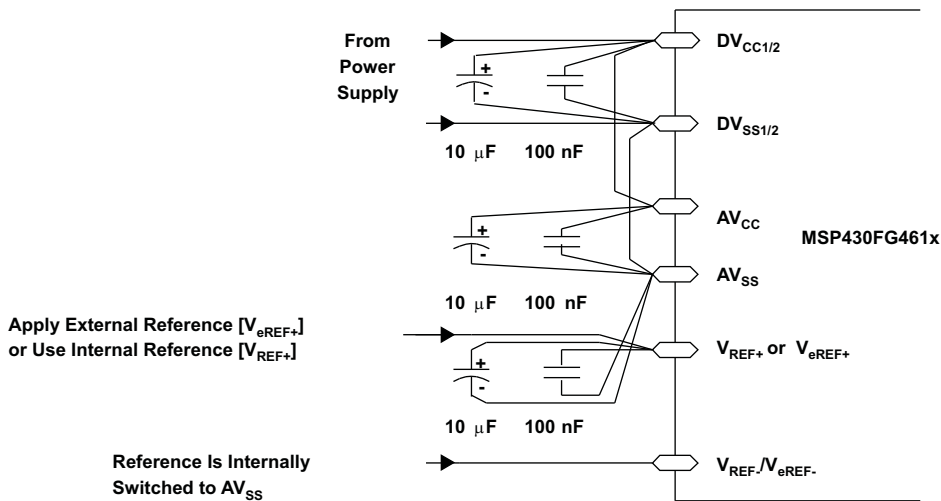 From
Power
Supply
+
-
DVCC1/2
DVSS1/2
10 μF 100 nF
+
-
AVCC
MSP430FG461x
AVSS
10 μF 100 nF
Apply External Reference [VeREF+]
or Use Internal Reference [VREF+]
+
-
VREF+ or VeREF+
10 μF 100 nF
Reference Is Internally
Switched to AVSS
VREF-/VeREF-